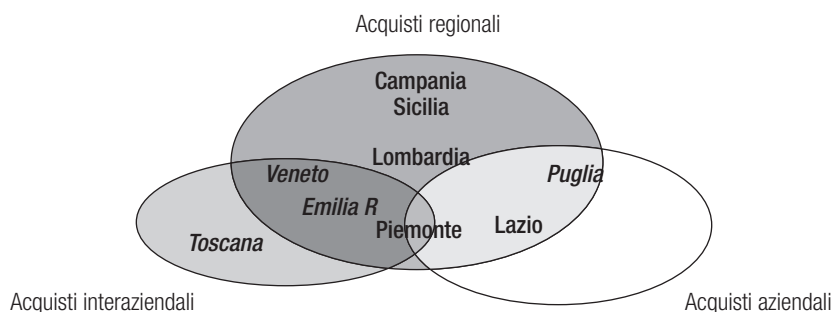 Acquisti regionali
Campania
Sicilia
Lombardia
Veneto
Puglia
Emilia R
Piemonte
Lazio
Toscana
Acquisti interaziendali
Acquisti aziendali